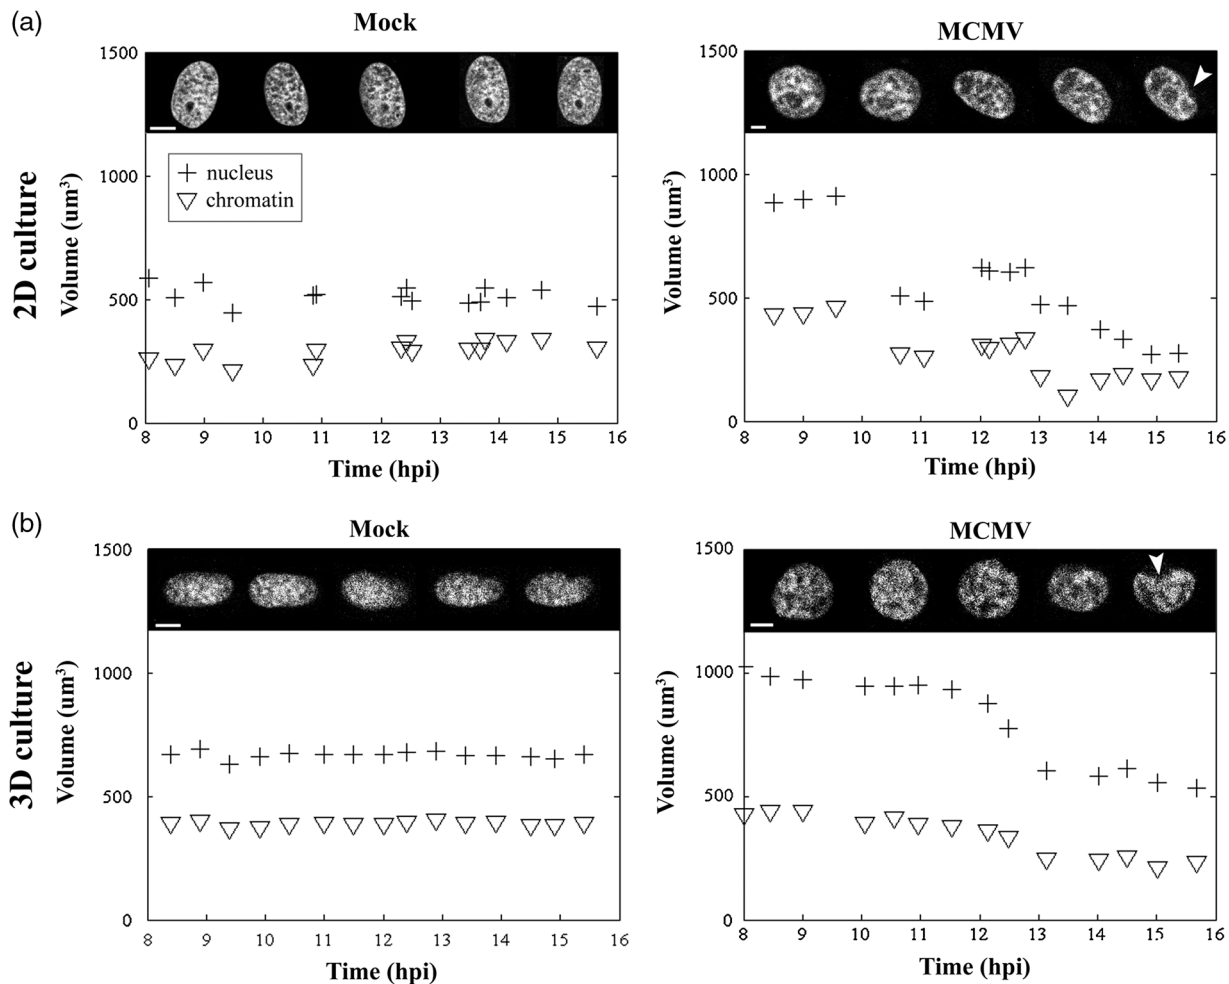 (a)
Mock
MCMV
2D culture
Volume (um³)
1500
1000
500
0
+ nucleus
▽ chromatin
8 9 10 11 12 13 14 15 16
Time (hpi)
Volume (um³)
1500
1000
500
0
8 9 10 11 12 13 14 15 16
Time (hpi)
(b)
Mock
MCMV
3D culture
Volume (um³)
1500
1000
500
0
8 9 10 11 12 13 14 15 16
Time (hpi)
Volume (um³)
1500
1000
500
0
8 9 10 11 12 13 14 15 16
Time (hpi)